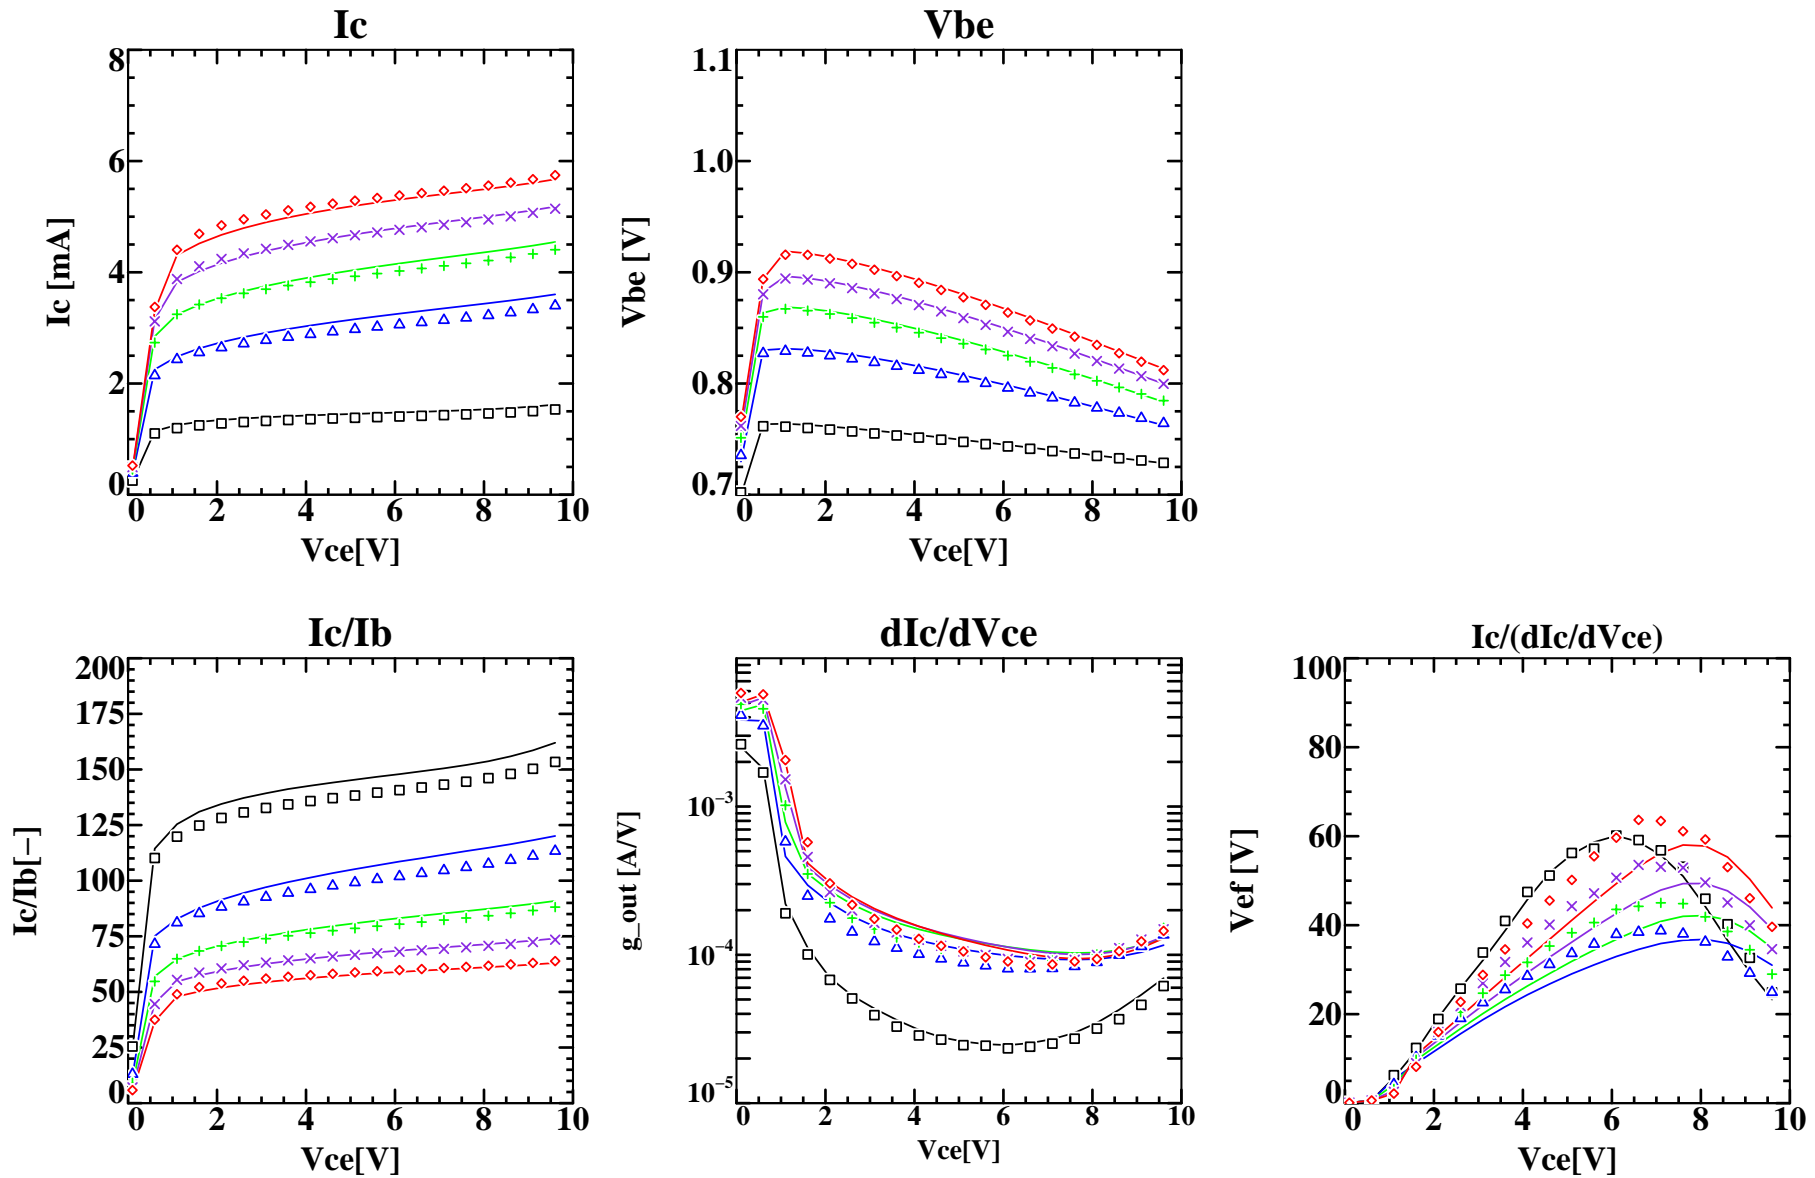 Ic
8
6
4
2
0
Ic [mA]
0 2 4 6 8 10
Vce[V]
Vbe
1.1
1.0
0.9
0.8
0.7
Vbe [V]
0 2 4 6 8 10
Vce[V]
Ic/Ib
200
175
150
125
100
75
50
25
0
Ic/Ib[−]
0 2 4 6 8 10
Vce[V]
dIc/dVce
10−3
10−4
10−5
g_out [A/V]
0 2 4 6 8 10
Vce[V]
Ic/(dIc/dVce)
100
80
60
40
20
0
Vef [V]
0 2 4 6 8 10
Vce[V]